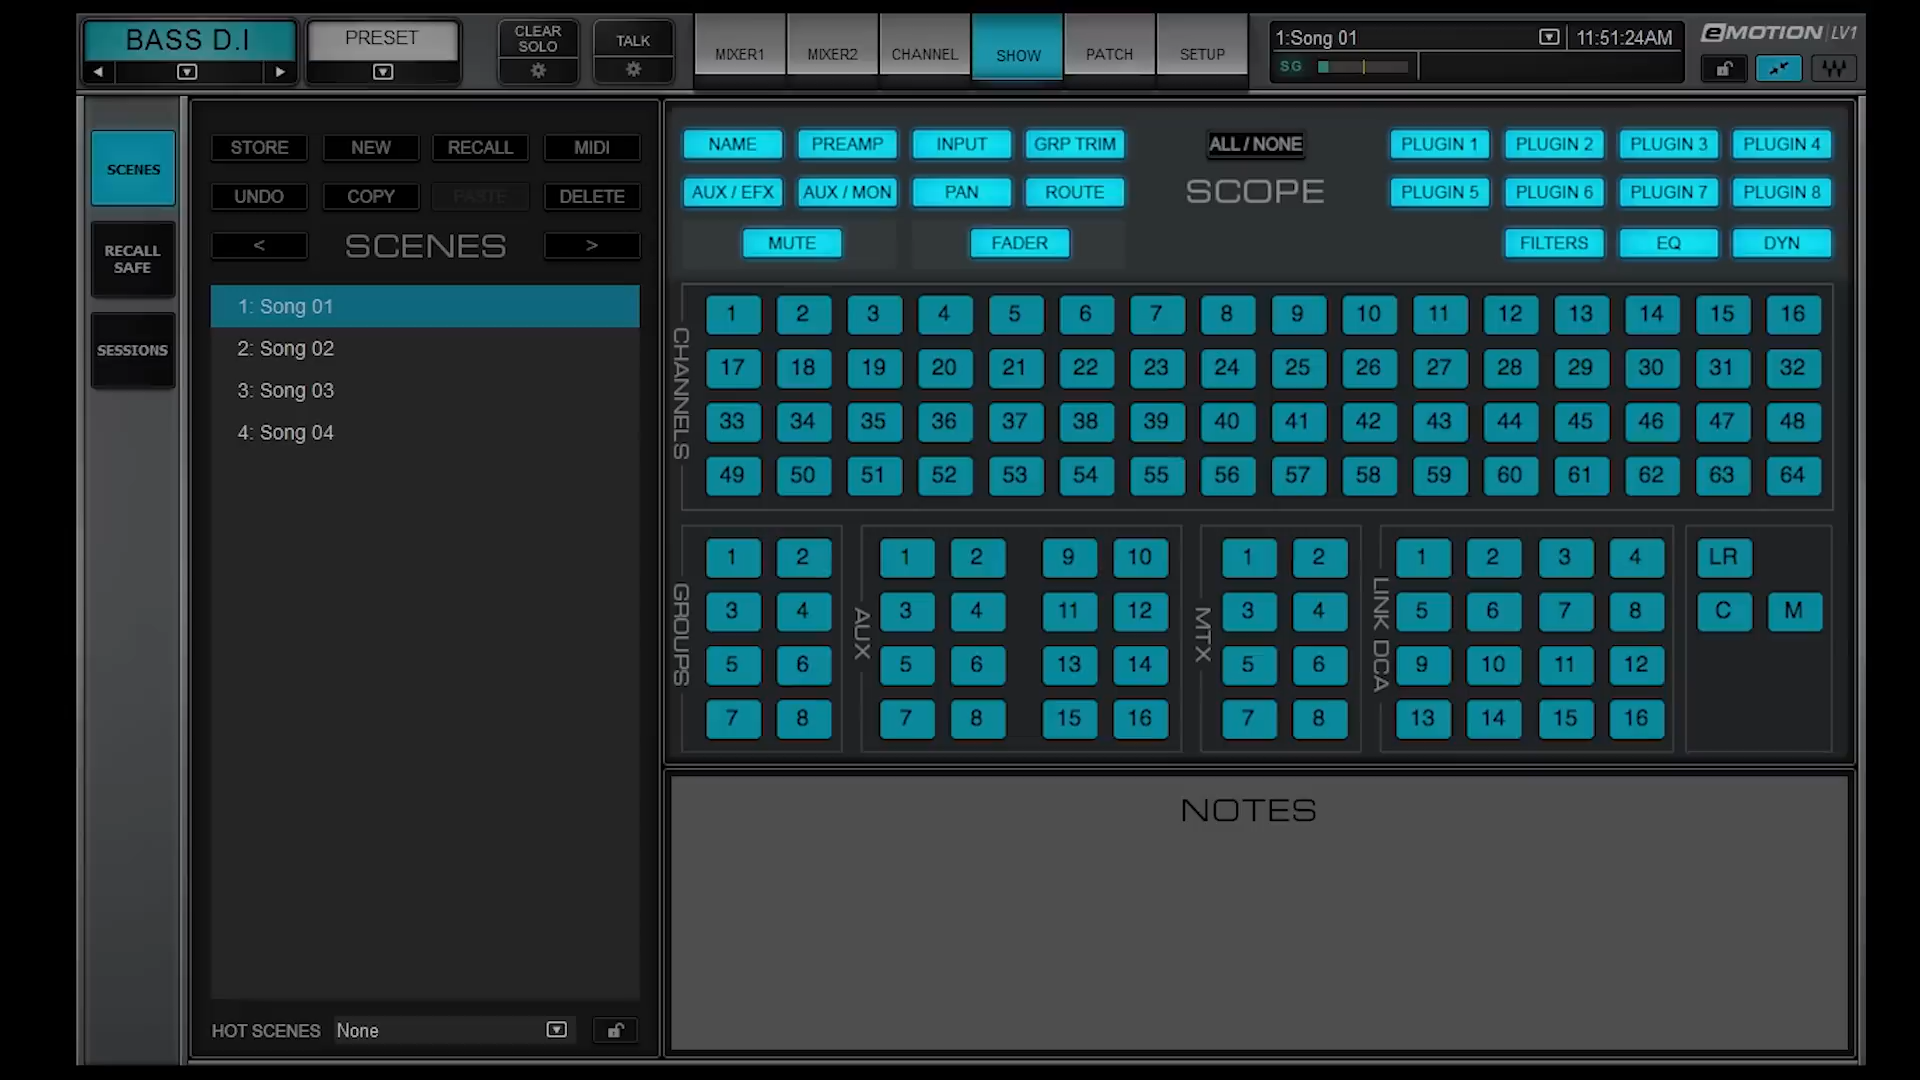 BASS D.I
PRESET
CLEAR
SOLO
TALK
MIXER1
MIXER2
CHANNEL
SHOW
PATCH
SETUP
1:Song 01
11:51:24AM
SG
eMOTION LV1
SCENES
RECALL
SAFE
SESSIONS
STORE NEW RECALL MIDI
UNDO COPY PASTE DELETE
< SCENES >
1: Song 01
2: Song 02
3: Song 03
4: Song 04
HOT SCENES None
NAME PREAMP INPUT GRP TRIM
AUX / EFX AUX / MON PAN ROUTE
MUTE FADER
ALL / NONE
SCOPE
PLUGIN 1 PLUGIN 2 PLUGIN 3 PLUGIN 4
PLUGIN 5 PLUGIN 6 PLUGIN 7 PLUGIN 8
FILTERS EQ DYN
CHANNELS
1 2 3 4 5 6 7 8 9 10 11 12 13 14 15 16
17 18 19 20 21 22 23 24 25 26 27 28 29 30 31 32
33 34 35 36 37 38 39 40 41 42 43 44 45 46 47 48
49 50 51 52 53 54 55 56 57 58 59 60 61 62 63 64
GROUPS
1 2
3 4
5 6
7 8
AUX
1 2 9 10
3 4 11 12
5 6 13 14
7 8 15 16
MTX
1 2
3 4
5 6
7 8
LINK DCA
1 2 3 4
5 6 7 8
9 10 11 12
13 14 15 16
LR
C M
NOTES